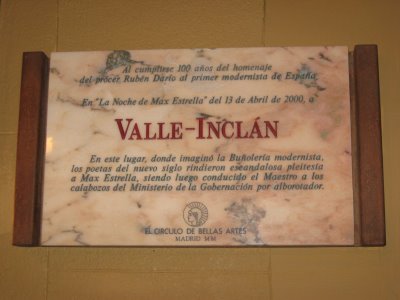 Al cumplirse 100 años del homenaje
del prócer Rubén Darío al primer modernista de España
En "La Noche de Max Estrella" del 13 de Abril de 2000, a
VALLE-INCLÁN
En este lugar, donde imaginó la Buñolería modernista,
los poetas del nuevo siglo rindieron escandalosa pleitesía
a Max Estrella, siendo luego conducido el Maestro a los
calabozos del Ministerio de la Gobernación por alborotador.
EL CIRCULO DE BELLAS ARTES
MADRID MM